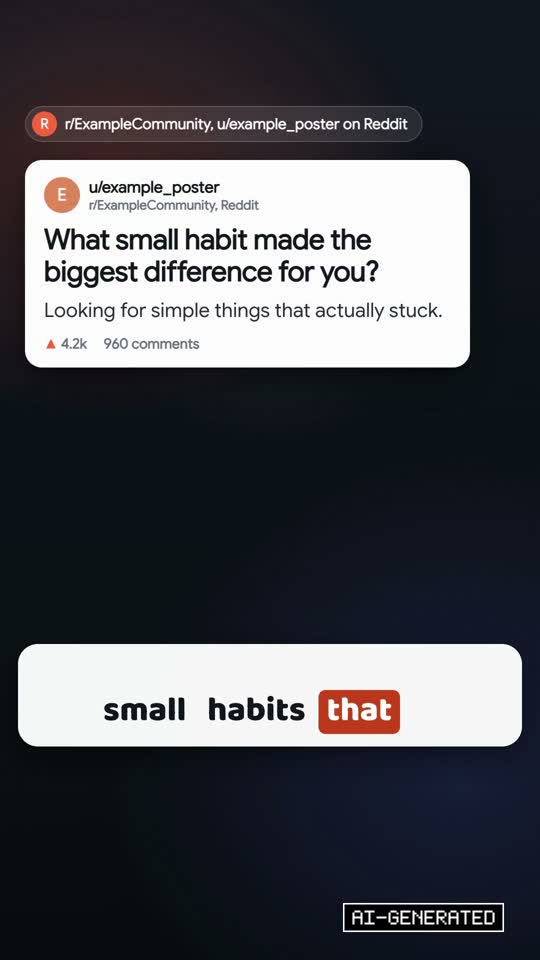 R r/ExampleCommunity, u/example_poster on Reddit
E u/example_poster
r/ExampleCommunity, Reddit
What small habit made the
biggest difference for you?
Looking for simple things that actually stuck.
▲ 4.2k 960 comments
small habits that
AI-GENERATED